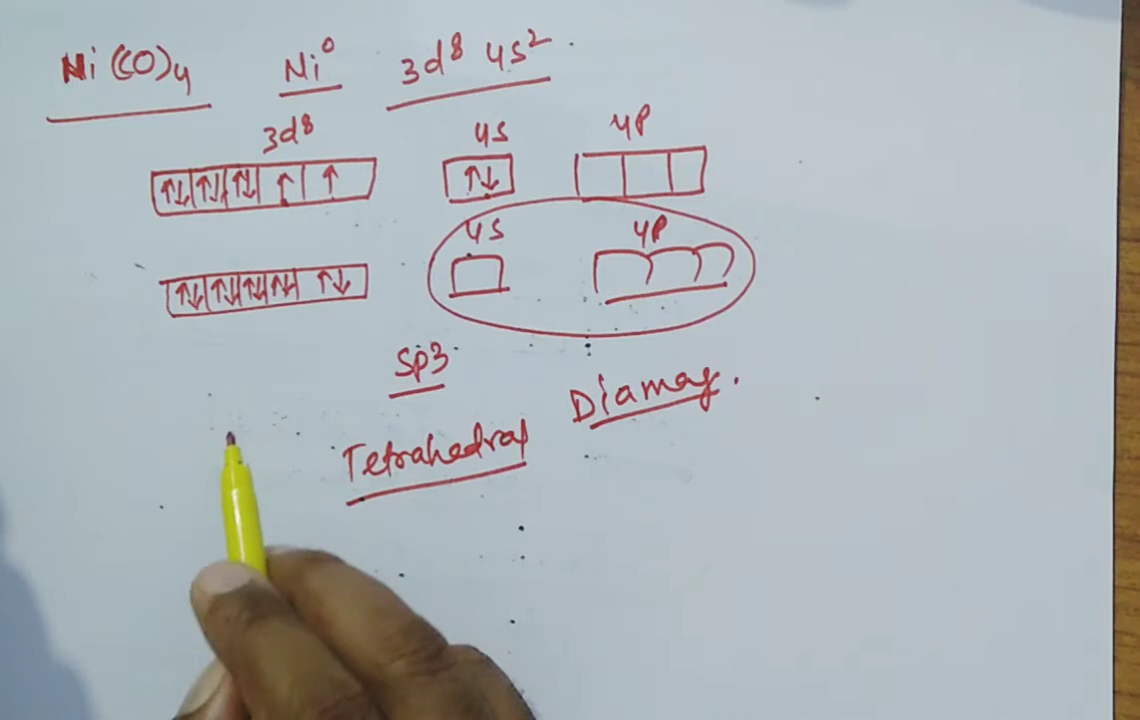 Ni(CO)₄ Ni⁰ 3d⁸ 4s²
3d⁸ 4s 4p
↑↓ ↑↓ ↑↓ ↑ ↑ ↑↓
4s 4p
↑↓ ↑↓ ↑↓ ↑↓ ↑↓
Sp3
Diamag.
Tetrahedral